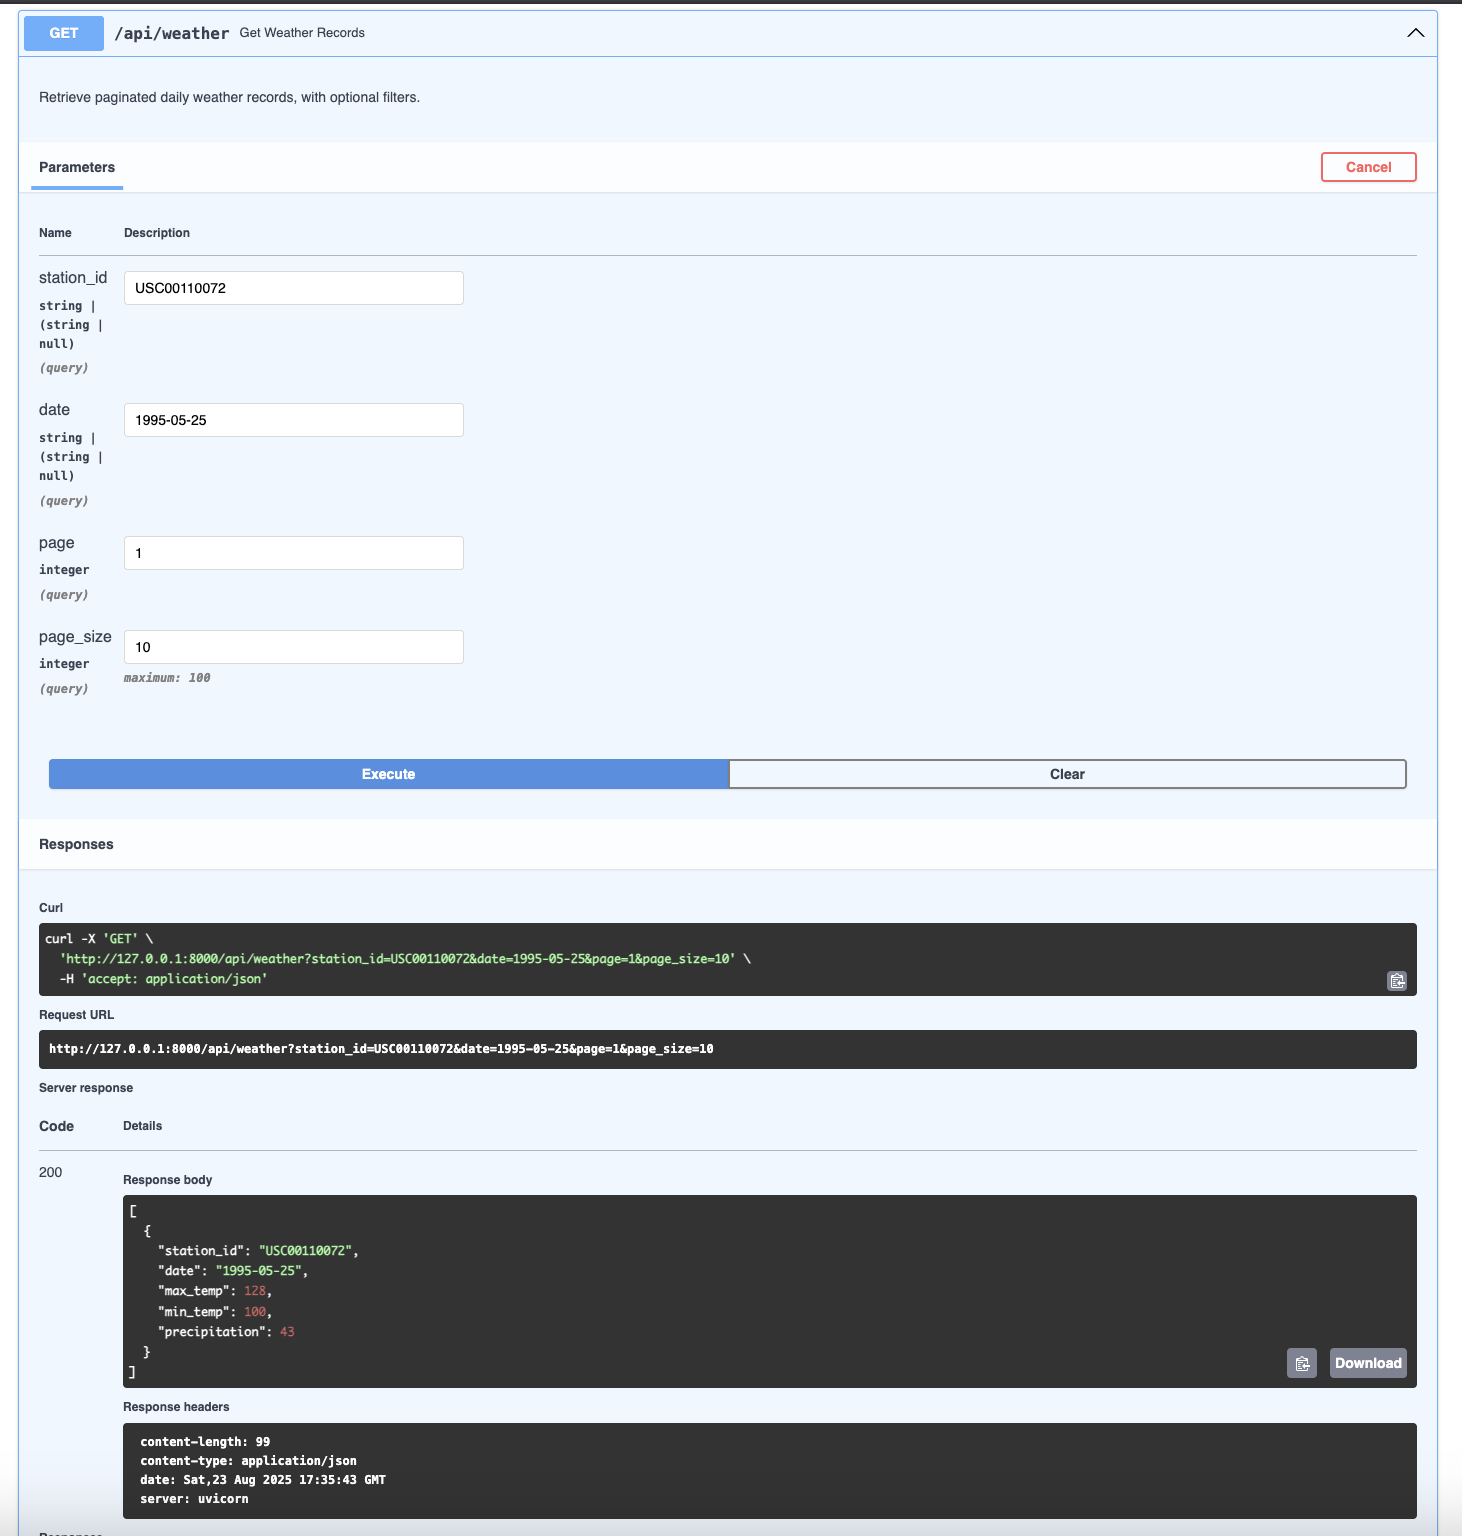 GET /api/weather Get Weather Records
Retrieve paginated daily weather records, with optional filters.
Parameters
Cancel
Name Description
station_id
string |
(string |
null)
(query)
USC00110072
date
string |
(string |
null)
(query)
1995-05-25
page
integer
(query)
1
page_size
integer
(query)
10
maximum: 100
Execute
Clear
Responses
Curl
curl -X 'GET' \
  'http://127.0.0.1:8000/api/weather?station_id=USC00110072&date=1995-05-25&page=1&page_size=10' \
  -H 'accept: application/json'
Request URL
http://127.0.0.1:8000/api/weather?station_id=USC00110072&date=1995-05-25&page=1&page_size=10
Server response
Code Details
200
Response body
[
  {
    "station_id": "USC00110072",
    "date": "1995-05-25",
    "max_temp": 128,
    "min_temp": 100,
    "precipitation": 43
  }
]
Download
Response headers
content-length: 99
content-type: application/json
date: Sat,23 Aug 2025 17:35:43 GMT
server: uvicorn